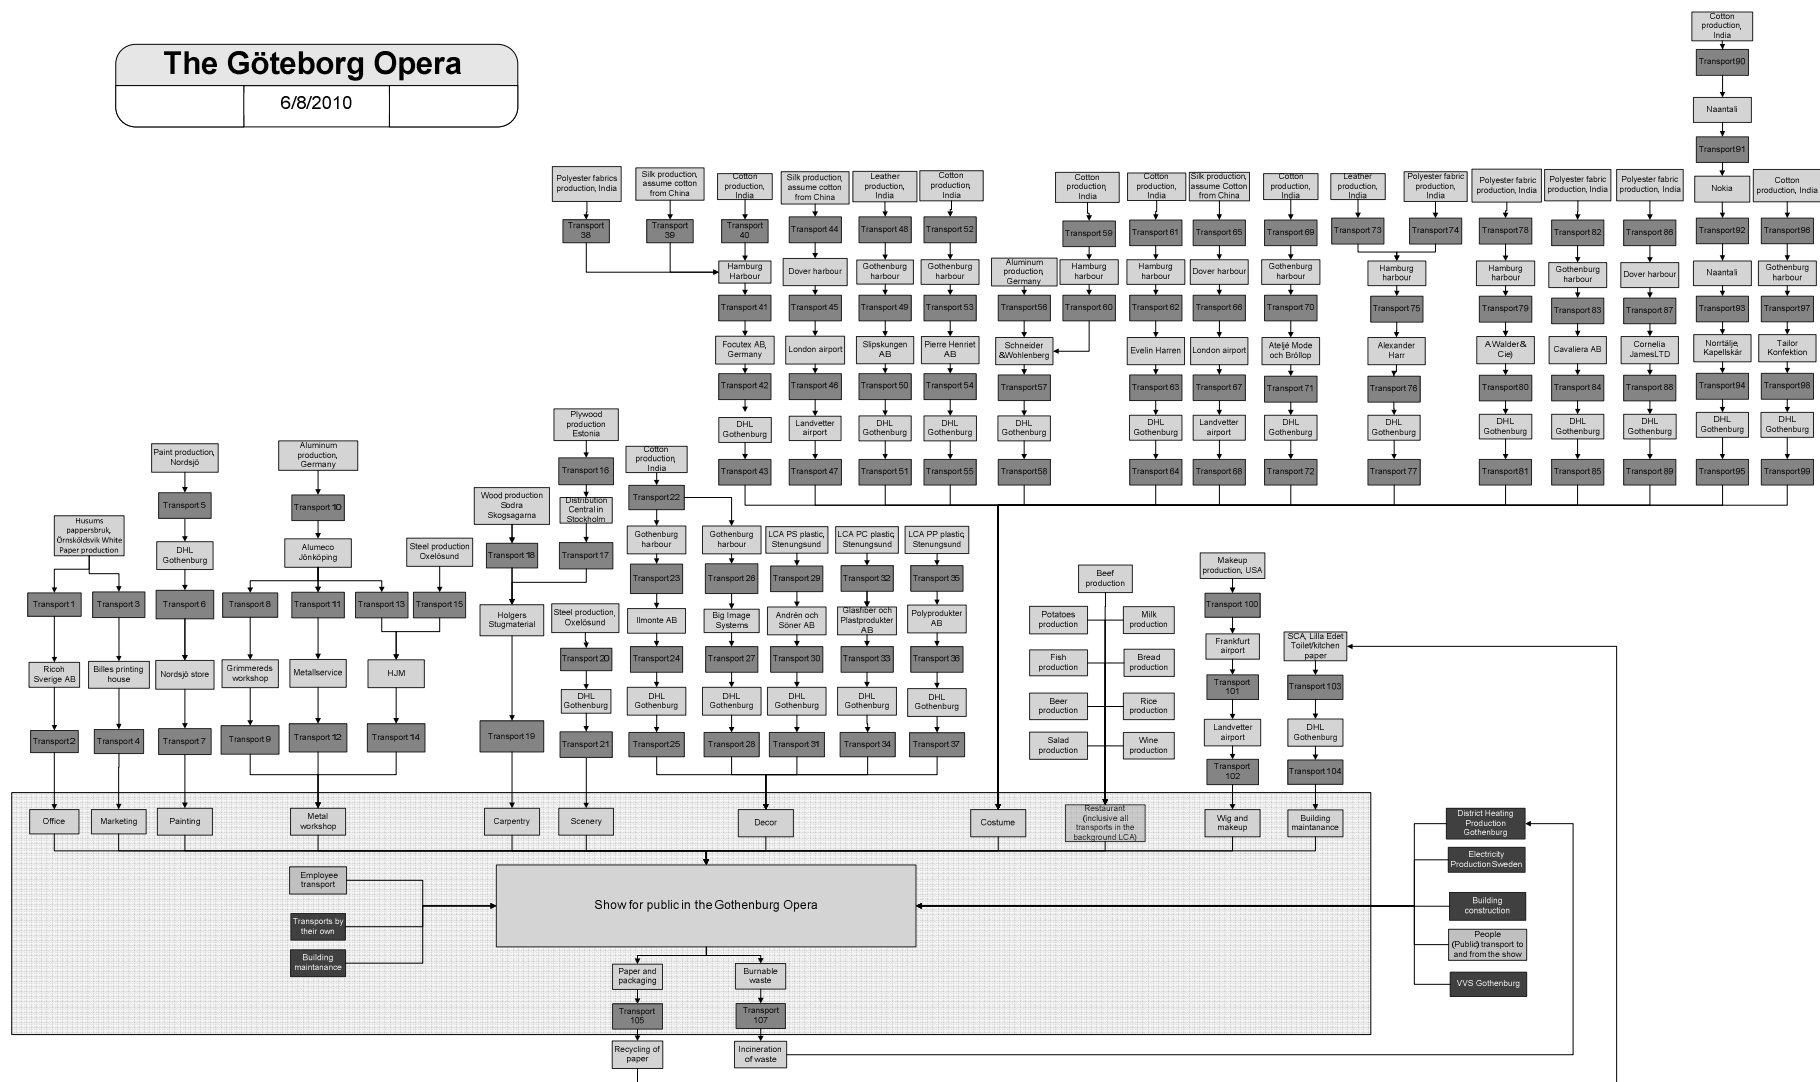 The Göteborg Opera
6/8/2010
Cotton
production,
India
Transport90
Naantali
Transport91
Polyester fabrics
production, India
Silk production,
assume cotton
from China
Cotton
production,
India
Silk production,
assume cotton
from China
Leather
production,
India
Cotton
production,
India
Cotton
production,
India
Cotton
production,
India
Silk production,
assume Cotton
from China
Cotton
production,
India
Leather
production,
India
Polyester fabric
production,
India
Polyester fabric
production, India
Polyester fabric
production, India
Polyester fabric
production, India
Nokia
Cotton
production, India
Transport
38
Transport
39
Transport
40
Transport 44
Transport 48
Transport 52
Transport 59
Transport 61
Transport 65
Transport 69
Transport 73
Transport 74
Transport 78
Transport 82
Transport 86
Transport92
Transport 96
Hamburg
Harbour
Dover harbour
Gothenburg
harbour
Gothenburg
harbour
Aluminum
production,
Germany
Hamburg
harbour
Hamburg
harbour
Dover harbour
Gothenburg
harbour
Hamburg
harbour
Hamburg
harbour
Gothenburg
harbour
Dover harbour
Naantali
Gothenburg
harbour
Transport 41
Transport 45
Transport 49
Transport 53
Transport 56
Transport 60
Transport 62
Transport 66
Transport 70
Transport 75
Transport 79
Transport 83
Transport 87
Transport93
Transport97
Focutex AB,
Germany
London airport
Slipskungen
AB
Pierre Henriet
AB
Schneider
&Wohlenberg
Evelin Harren
London airport
Ateljé Mode
och Bröllop
Alexander
Harr
A Walder &
Cie)
Cavaliera AB
Cornelia
JamesLTD
Norrtälje,
Kapellskär
Tailor
Konfektion
Transport 42
Transport 46
Transport 50
Transport 54
Transport57
Transport 63
Transport 67
Transport 71
Transport 76
Transport 80
Transport 84
Transport 88
Transport 94
Transport 98
DHL
Gothenburg
Landvetter
airport
DHL
Gothenburg
DHL
Gothenburg
DHL
Gothenburg
DHL
Gothenburg
Landvetter
airport
DHL
Gothenburg
DHL
Gothenburg
DHL
Gothenburg
DHL
Gothenburg
DHL
Gothenburg
DHL
Gothenburg
DHL
Gothenburg
Transport 43
Transport 47
Transport 51
Transport 55
Transport 58
Transport 64
Transport 68
Transport 72
Transport 77
Transport 81
Transport 85
Transport 89
Transport95
Transport99
Plywood
production
Estonia
Paint production,
Nordsjö
Aluminum
production,
Germany
Cotton
production,
India
Transport 16
Wood production
Sodra
Skogsagarna
Transport22
Transport 5
Transport 10
Distribution
Central in
Stockholm
Husums
pappersbruk,
Örnsköldsvik White
Paper production
DHL
Gothenburg
Alumeco
Jönköping
Steel production
Oxelösund
Transport 18
Transport 17
Gothenburg
harbour
Gothenburg
harbour
LCA PS plastic,
Stenungsund
LCA PC plastic,
Stenungsund
LCA PP plastic,
Stenungsund
Transport23
Transport 26
Transport 29
Transport 32
Transport 35
Beef
production
Makeup
production, USA
Transport 1
Transport 3
Transport 6
Transport 8
Transport 11
Transport 13
Transport 15
Transport 100
Holgers
Stugmaterial
Steel production,
Oxelösund
Ilmonte AB
Big Image
Systems
Andrén och
Söner AB
Glasfiber och
Plastprodukter
AB
Polyprodukter
AB
Potatoes
production
Milk
production
Frankfurt
airport
SCA, Lilla Edet
Toilet/kitchen
paper
Transport 20
Transport 24
Transport 27
Transport 30
Transport 33
Transport 36
Fish
production
Bread
production
Ricoh
Sverige AB
Billes printing
house
Nordsjö store
Grimmereds
workshop
Metallservice
HJM
Transport
101
Transport 103
DHL
Gothenburg
DHL
Gothenburg
DHL
Gothenburg
DHL
Gothenburg
DHL
Gothenburg
DHL
Gothenburg
Beer
production
Rice
production
Landvetter
airport
DHL
Gothenburg
Transport2
Transport 4
Transport 7
Transport 9
Transport 12
Transport 14
Transport 19
Transport 21
Transport25
Transport 28
Transport 31
Transport 34
Transport 37
Salad
production
Wine
production
Transport
102
Transport 104
Office
Marketing
Painting
Metal
workshop
Carpentry
Scenery
Decor
Costume
Restaurant
(inclusive all
transports in the
background LCA)
Wig and
makeup
Building
maintanance
District Heating
Production
Gothenburg
Electricity
ProductionSweden
Employee
transport
Transports by
their own
Building
maintanance
Show for public in the Gothenburg Opera
Building
construction
People
(Public) transport to
and from the show
VVS Gothenburg
Paper and
packaging
Burnable
waste
Transport
105
Transport
107
Recycling of
paper
Incineration
of waste